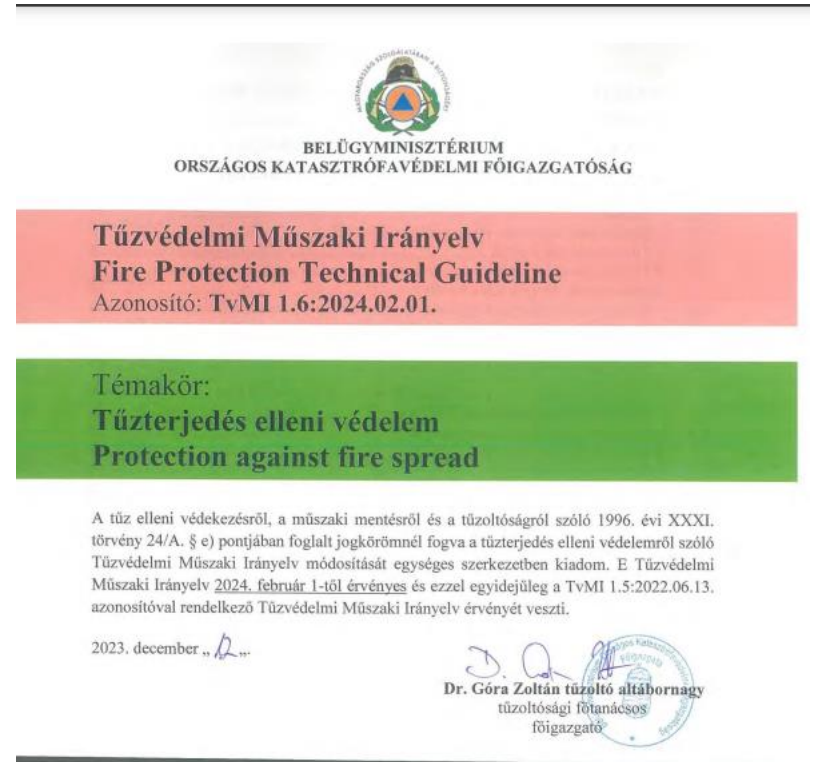 BELÜGYMINISZTÉRIUM
ORSZÁGOS KATASZTRÓFAVÉDELMI FŐIGAZGATÓSÁG
Tűzvédelmi Műszaki Irányelv
Fire Protection Technical Guideline
Azonosító: TvMI 1.6:2024.02.01.
Témakör:
Tűzterjedés elleni védelem
Protection against fire spread
A tűz elleni védekezésről, a műszaki mentésről és a tűzoltóságról szóló 1996. évi XXXI.
törvény 24/A. § e) pontjában foglalt jogkörömnél fogva a tűzterjedés elleni védelemről szóló
Tűzvédelmi Műszaki Irányelv módosítását egységes szerkezetben kiadom. E Tűzvédelmi
Műszaki Irányelv 2024. február 1-től érvényes és ezzel egyidejűleg a TvMI 1.5:2022.06.13.
azonosítóval rendelkező Tűzvédelmi Műszaki Irányelv érvényét veszti.
2023. december „ 12 „.
Dr. Góra Zoltán tűzoltó altábornagy
tűzoltósági főtanácsos
főigazgató